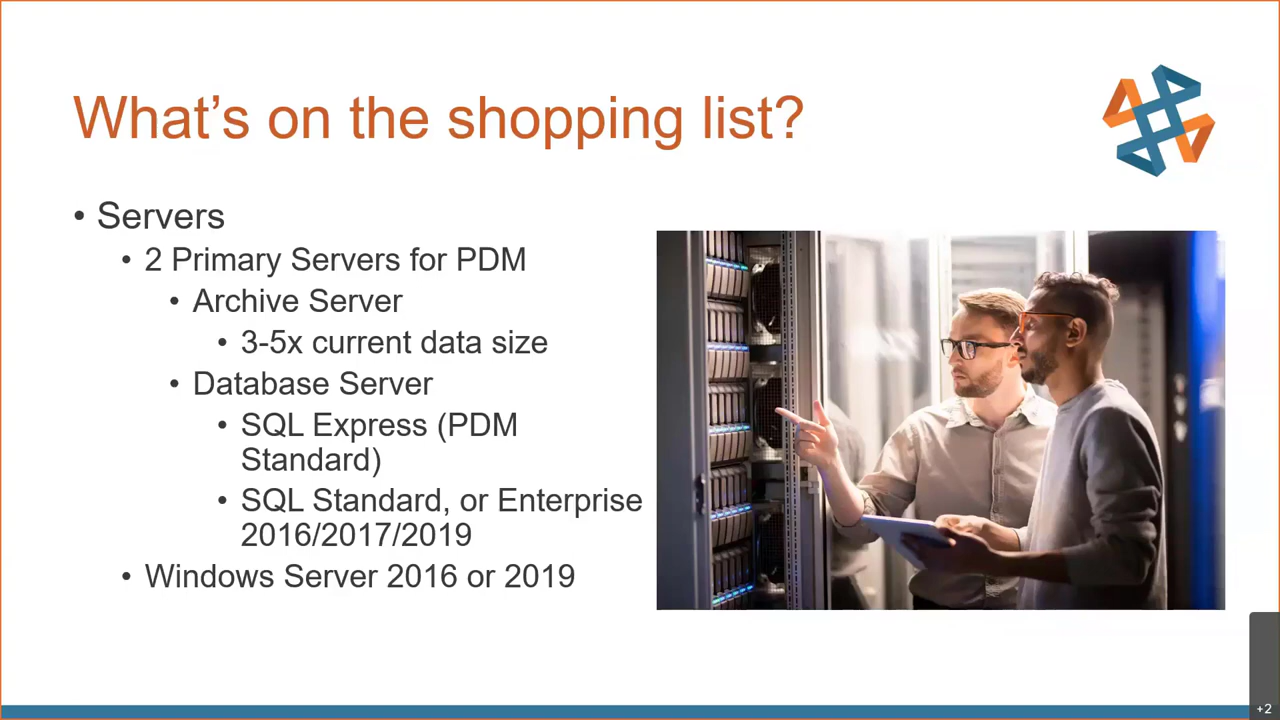 What's on the shopping list?
• Servers
• 2 Primary Servers for PDM
• Archive Server
• 3-5x current data size
• Database Server
• SQL Express (PDM
Standard)
• SQL Standard, or Enterprise
2016/2017/2019
• Windows Server 2016 or 2019
+2